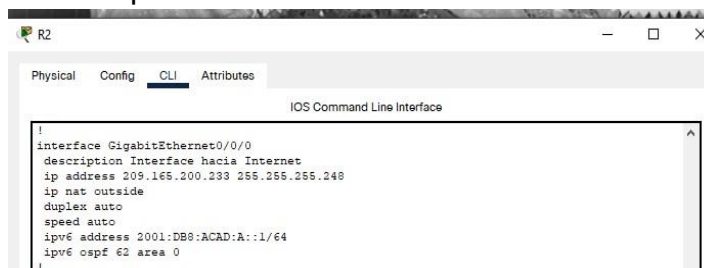 R2
Physical Config CLI Attributes
IOS Command Line Interface
!
interface GigabitEthernet0/0/0
description Interface hacia Internet
ip address 209.165.200.233 255.255.255.248
ip nat outside
duplex auto
speed auto
ipv6 address 2001:DB8:ACAD:A::1/64
ipv6 ospf 62 area 0
!